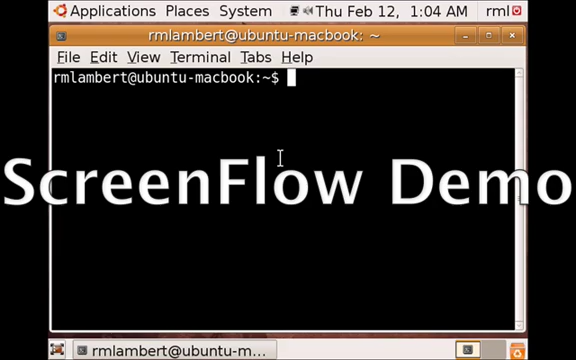 Applications Places System Thu Feb 12, 1:04 AM rml
rmlambert@ubuntu-macbook: ~
File Edit View Terminal Tabs Help
rmlambert@ubuntu-macbook:~$
ScreenFlow Demo
rmlambert@ubuntu-m...